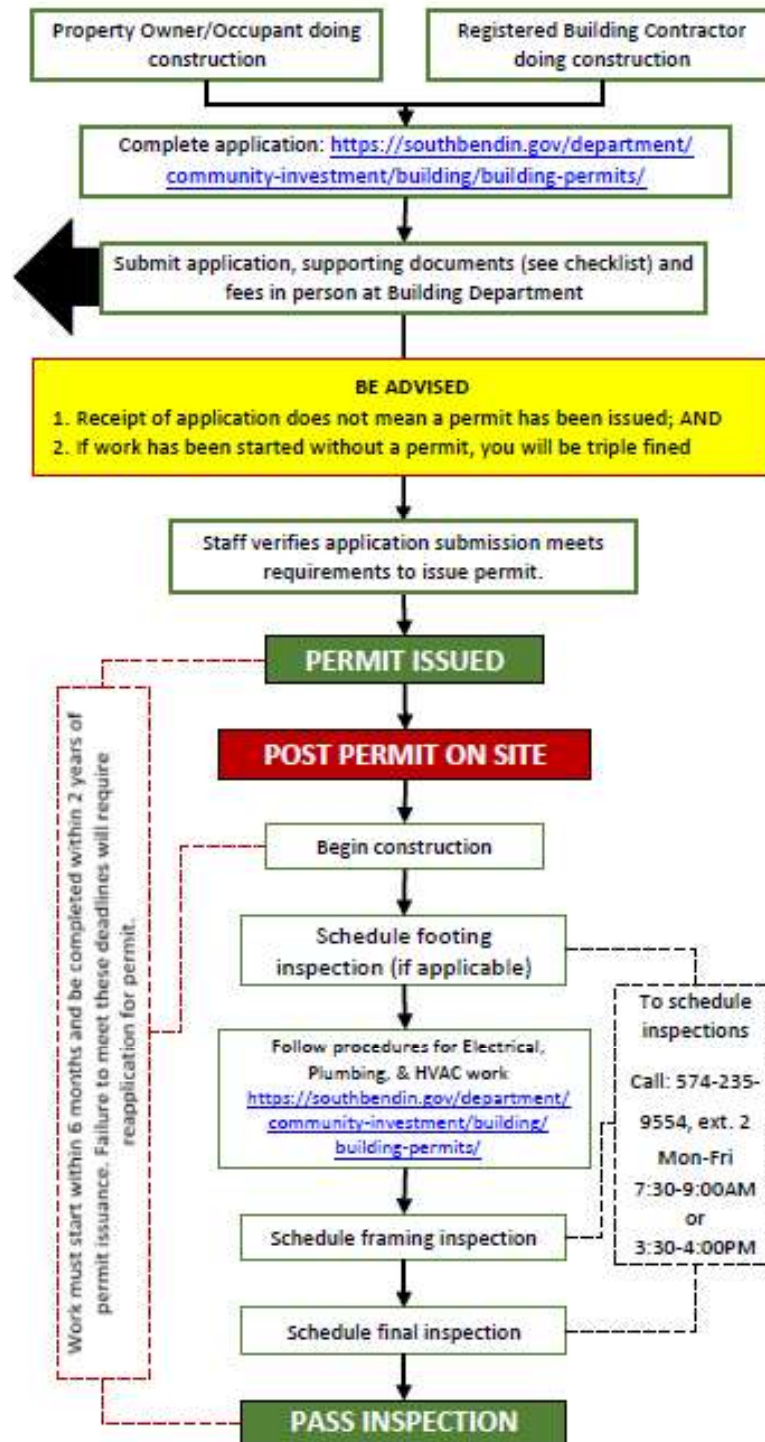 Property Owner/Occupant doing
construction
Registered Building Contractor
doing construction
Complete application: https://southbendin.gov/department/
community-investment/building/building-permits/
Submit application, supporting documents (see checklist) and
fees in person at Building Department
BE ADVISED
1. Receipt of application does not mean a permit has been issued; AND
2. If work has been started without a permit, you will be triple fined
Staff verifies application submission meets
requirements to issue permit.
PERMIT ISSUED
POST PERMIT ON SITE
Work must start within 6 months and be completed within 2 years of
permit issuance. Failure to meet these deadlines will require
reapplication for permit.
Begin construction
Schedule footing
inspection (if applicable)
To schedule
inspections
Call: 574-235-
9554, ext. 2
Mon-Fri
7:30-9:00AM
or
3:30-4:00PM
Follow procedures for Electrical,
Plumbing, & HVAC work
https://southbendin.gov/department/
community-investment/building/
building-permits/
Schedule framing inspection
Schedule final inspection
PASS INSPECTION